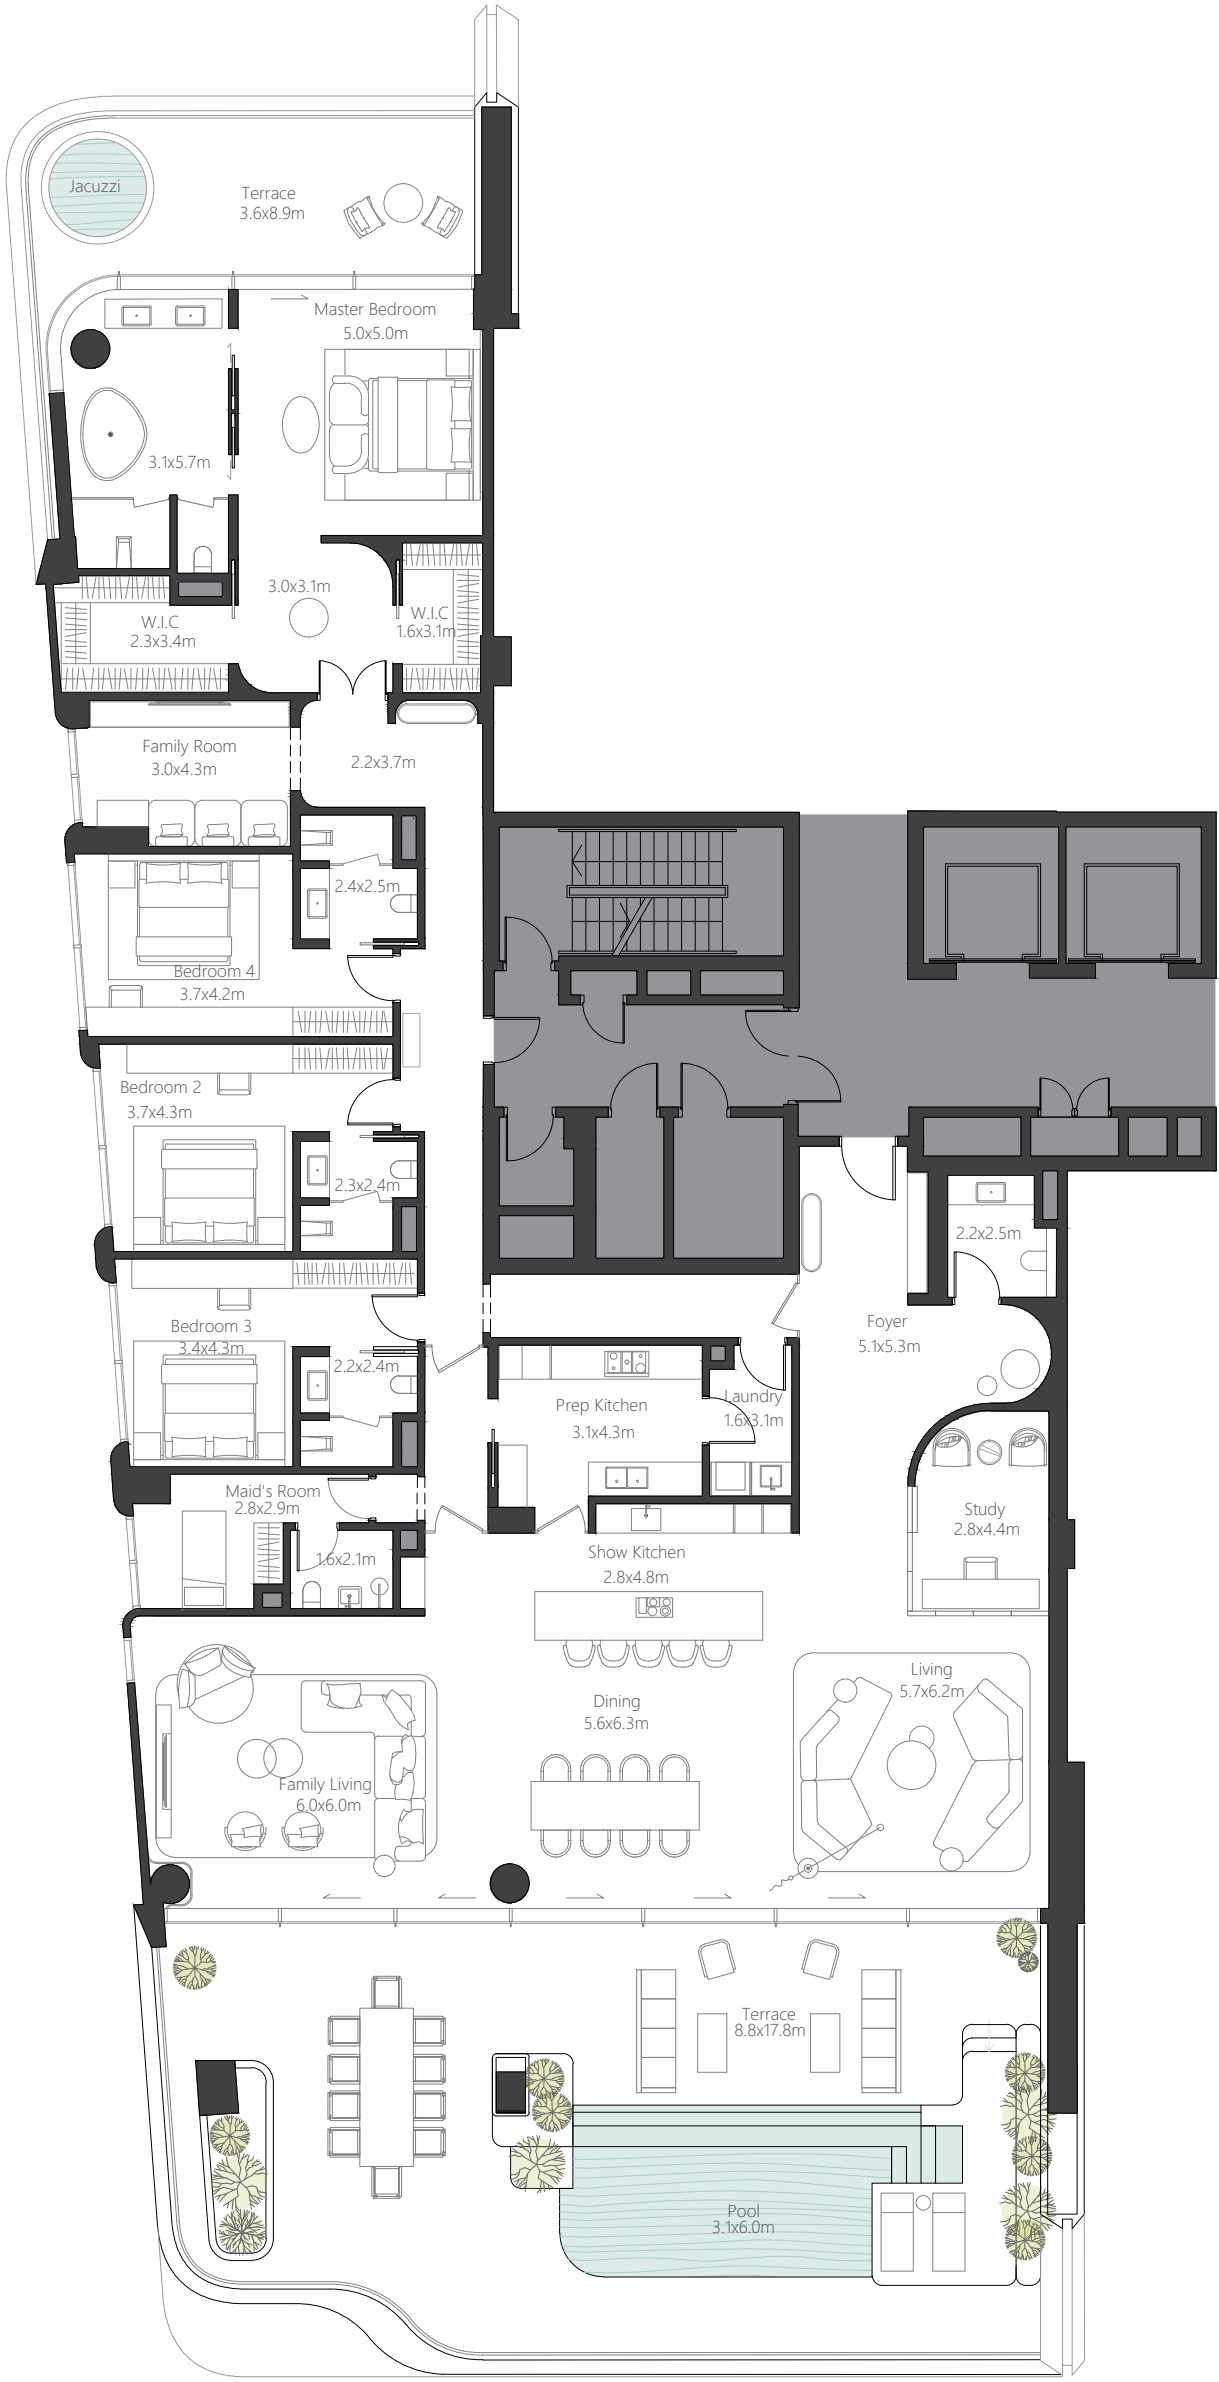 Jacuzzi
Terrace
3.6x8.9m
Master Bedroom
5.0x5.0m
3.1x5.7m
3.0x3.1m
W.I.C
2.3x3.4m
W.I.C
1.6x3.1m
Family Room
3.0x4.3m
2.2x3.7m
2.4x2.5m
Bedroom 4
3.7x4.2m
Bedroom 2
3.7x4.3m
2.3x2.4m
2.2x2.5m
Bedroom 3
3.4x4.3m
2.2x2.4m
Foyer
5.1x5.3m
Prep Kitchen
3.1x4.3m
Laundry
1.6x3.1m
Maid's Room
2.8x2.9m
1.6x2.1m
Study
2.8x4.4m
Show Kitchen
2.8x4.8m
Living
5.7x6.2m
Dining
5.6x6.3m
Family Living
6.0x6.0m
Terrace
8.8x17.8m
Pool
3.1x6.0m